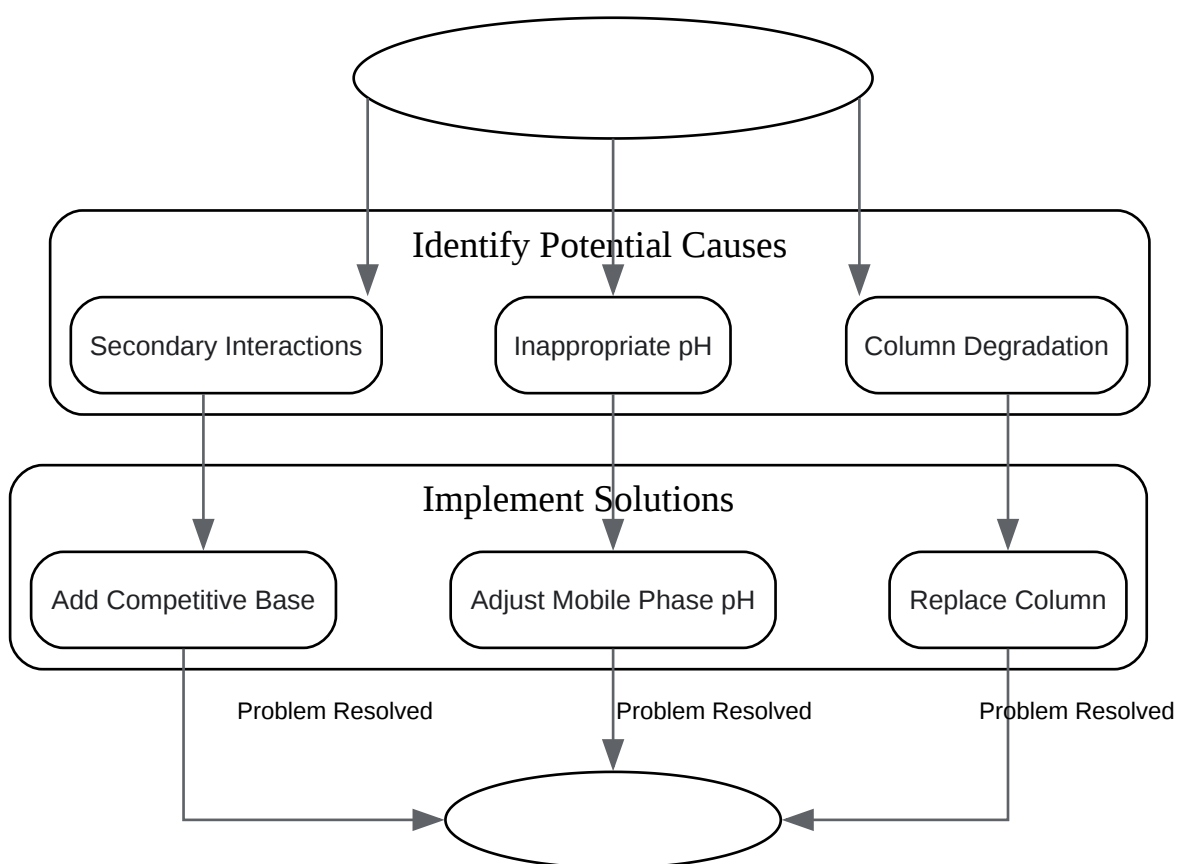 Identify Potential Causes
Secondary Interactions
Inappropriate pH
Column Degradation
Implement Solutions
Add Competitive Base
Adjust Mobile Phase pH
Replace Column
Problem Resolved
Problem Resolved
Problem Resolved